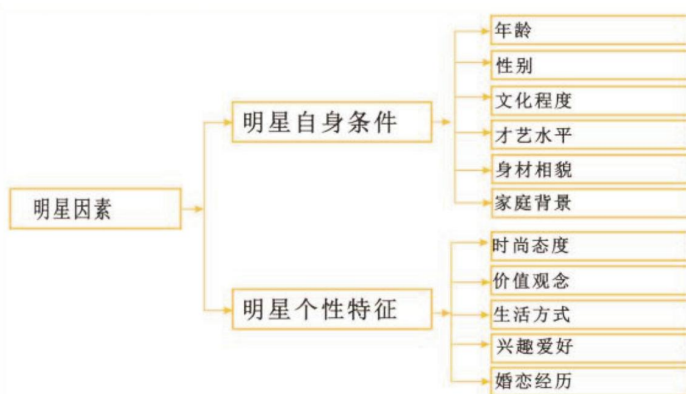 明星因素
明星自身条件
年龄
性别
文化程度
才艺水平
身材相貌
家庭背景
明星个性特征
时尚态度
价值观念
生活方式
兴趣爱好
婚恋经历